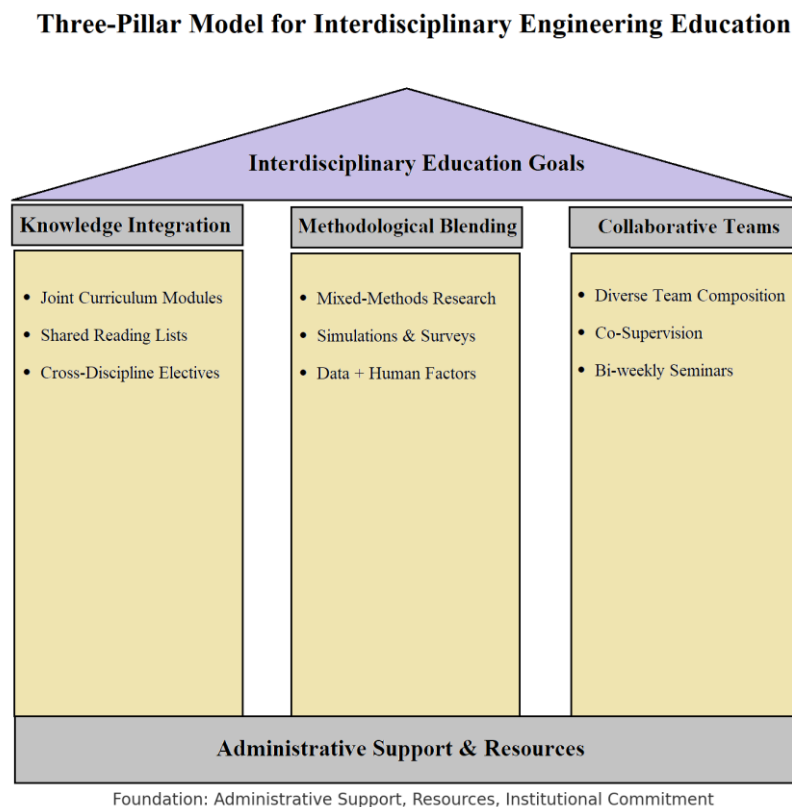 Three-Pillar Model for Interdisciplinary Engineering Education
Interdisciplinary Education Goals
Knowledge Integration
• Joint Curriculum Modules
• Shared Reading Lists
• Cross-Discipline Electives
Methodological Blending
• Mixed-Methods Research
• Simulations & Surveys
• Data + Human Factors
Collaborative Teams
• Diverse Team Composition
• Co-Supervision
• Bi-weekly Seminars
Administrative Support & Resources
Foundation: Administrative Support, Resources, Institutional Commitment